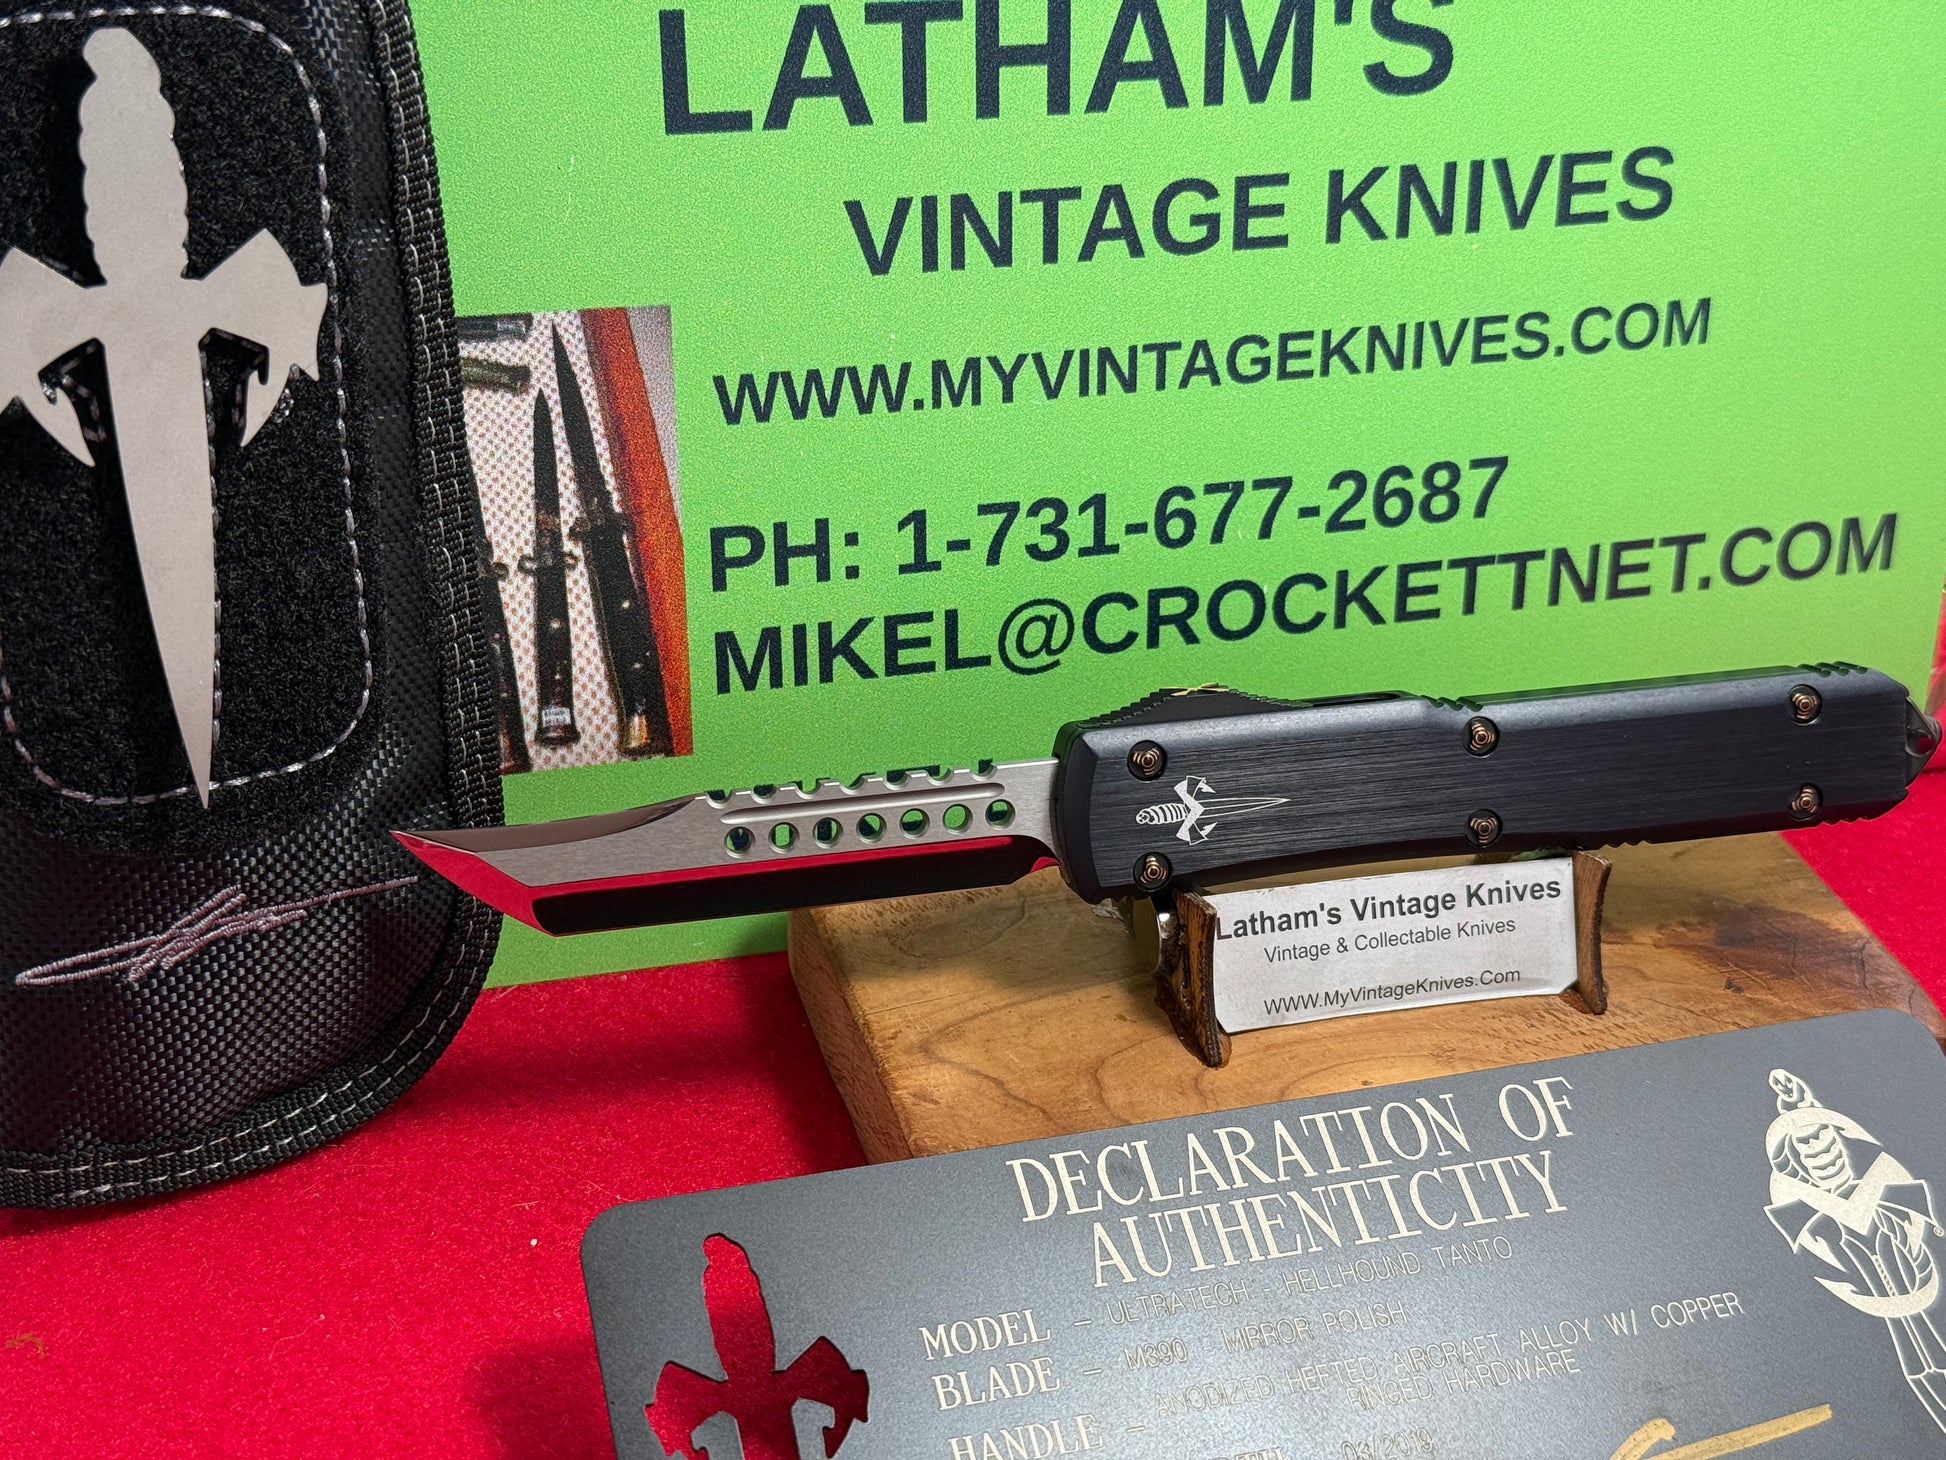 LATHAM'S
VINTAGE KNIVES
WWW.MYVINTAGEKNIVES.COM
PH: 1-731-677-2687
MIKEL@CROCKETTNET.COM
Latham's Vintage Knives
Vintage & Collectable Knives
WWW.MyVintageKnives.Com
DECLARATION OF
AUTHENTICITY
MODEL - ULTRATECH - HELLHOUND TANTO
BLADE - M390 - MIRROR POLISH
HANDLE - ANODIZED HEFTED AIRCRAFT ALLOY W/ COPPER
RINGED HARDWARE
03/2019